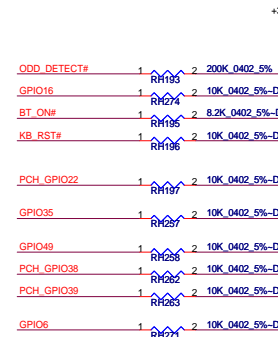 +3
ODD_DETECT# 1 2 200K_0402_5%
RH193
GPIO16 1 2 10K_0402_5%~D
RH274
BT_ON# 1 2 8.2K_0402_5%~D
RH195
KB_RST# 1 2 10K_0402_5%~D
RH196
PCH_GPIO22 1 2 10K_0402_5%~D
RH197
GPIO35 1 2 10K_0402_5%~D
RH257
GPIO49 1 2 10K_0402_5%~D
RH258
PCH_GPIO38 1 2 10K_0402_5%~D
RH262
PCH_GPIO39 1 2 10K_0402_5%~D
RH263
GPIO6 1 2 10K_0402_5%~D
RH271